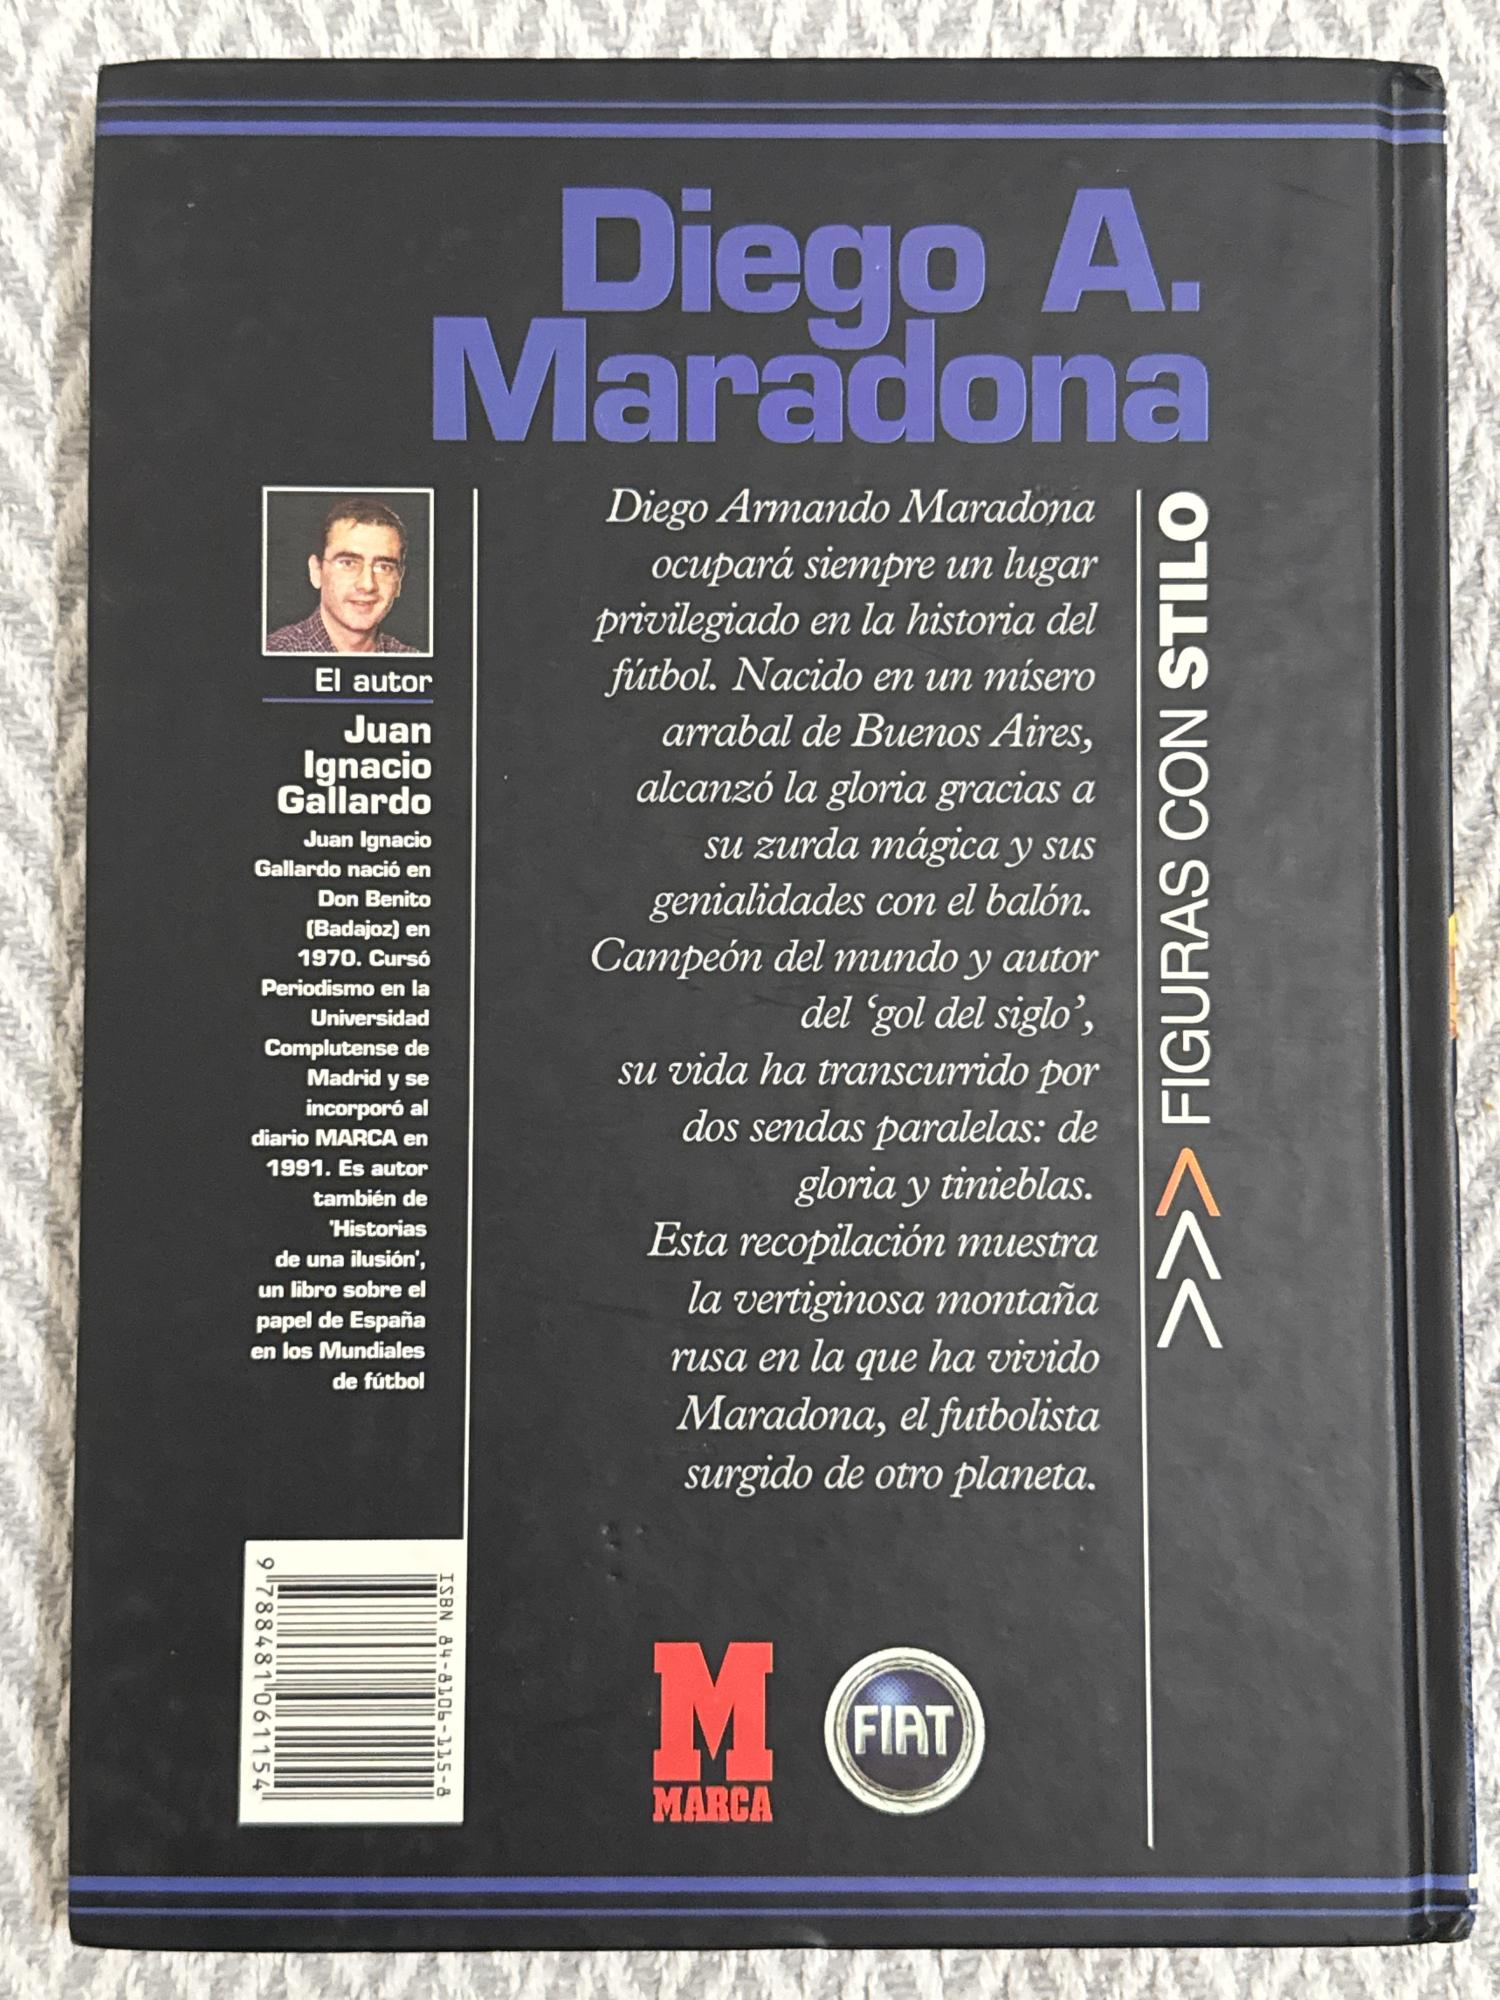 Diego A.
Maradona
El autor
Juan
Ignacio
Gallardo
Juan Ignacio
Gallardo nació en
Don Benito
(Badajoz) en
1970. Cursó
Periodismo en la
Universidad
Complutense de
Madrid y se
incorporó al
diario MARCA en
1991. Es autor
también de
'Historias
de una ilusión',
un libro sobre el
papel de España
en los Mundiales
de fútbol
Diego Armando Maradona
ocupará siempre un lugar
privilegiado en la historia del
fútbol. Nacido en un mísero
arrabal de Buenos Aires,
alcanzó la gloria gracias a
su zurda mágica y sus
genialidades con el balón.
Campeón del mundo y autor
del ‘gol del siglo’,
su vida ha transcurrido por
dos sendas paralelas: de
gloria y tinieblas.
Esta recopilación muestra
la vertiginosa montaña
rusa en la que ha vivido
Maradona, el futbolista
surgido de otro planeta.
>>> FIGURAS CON STILO
ISBN 84-8106-115-8
9 788481 061154
M
MARCA
FIAT